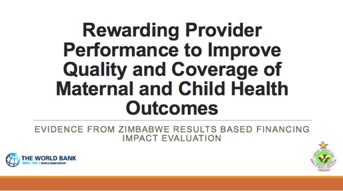 Rewarding Provider
Performance to Improve
Quality and Coverage of
Maternal and Child Health
Outcomes
EVIDENCE FROM ZIMBABWE RESULTS BASED FINANCING
IMPACT EVALUATION
THE WORLD BANK
IBRD • IDA | WORLD BANK GROUP